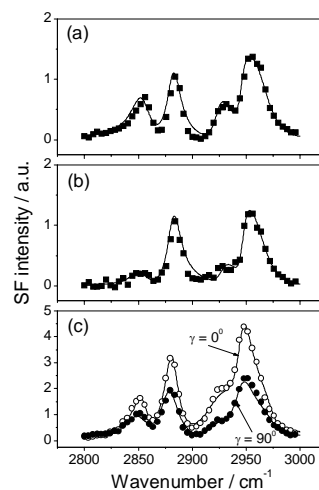 (a)
2
1
0
(b)
2
1
0
SF intensity / a.u.
(c)
5
4
3
2
1
0
γ = 0⁰
γ = 90⁰
2800 2850 2900 2950 3000
Wavenumber / cm⁻¹